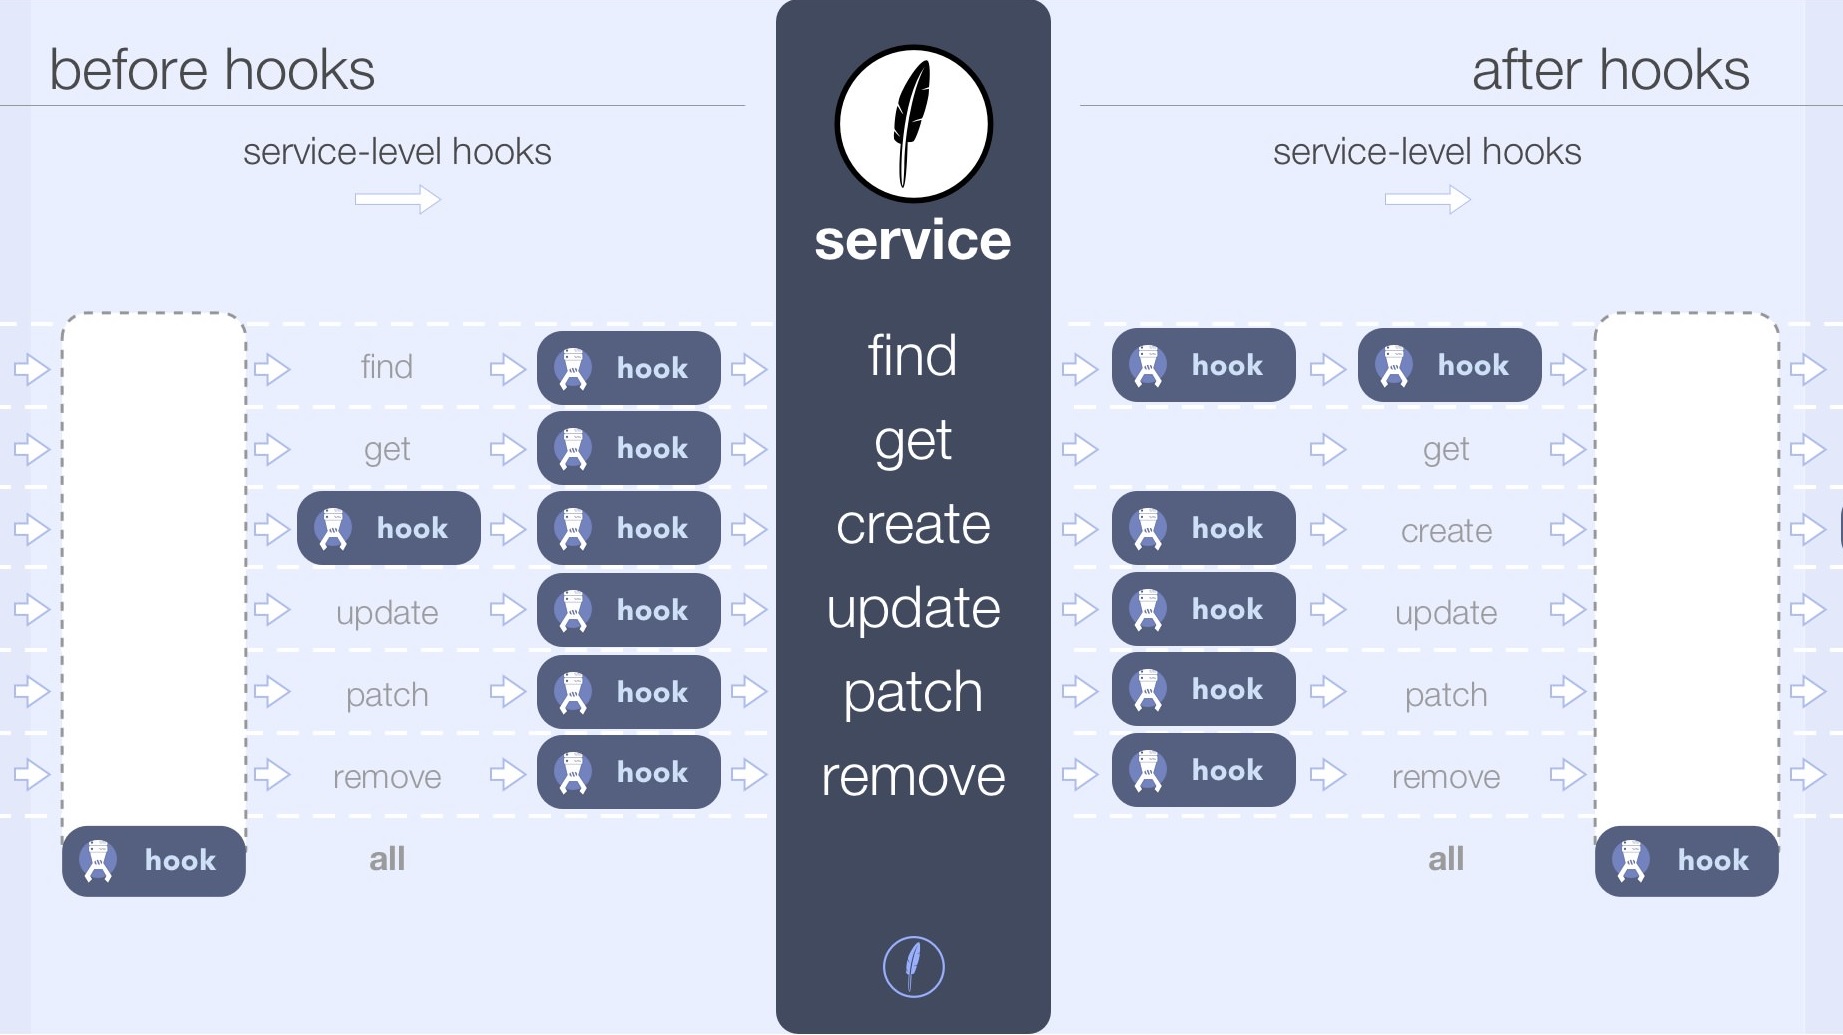 before hooks
after hooks
service-level hooks
service-level hooks
service
find hook find hook hook
get hook get get
hook hook create hook create
update hook update hook update
patch hook patch hook patch
remove hook remove hook remove
hook all all hook